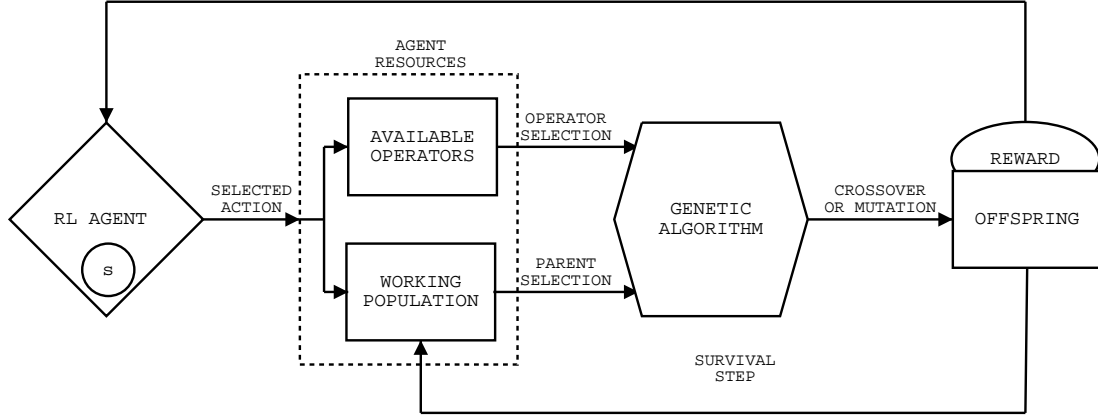 AGENT
RESOURCES
AVAILABLE
OPERATORS
OPERATOR
SELECTION
REWARD
SELECTED
ACTION
RL AGENT
s
GENETIC
ALGORITHM
CROSSOVER
OR MUTATION
OFFSPRING
WORKING
POPULATION
PARENT
SELECTION
SURVIVAL
STEP